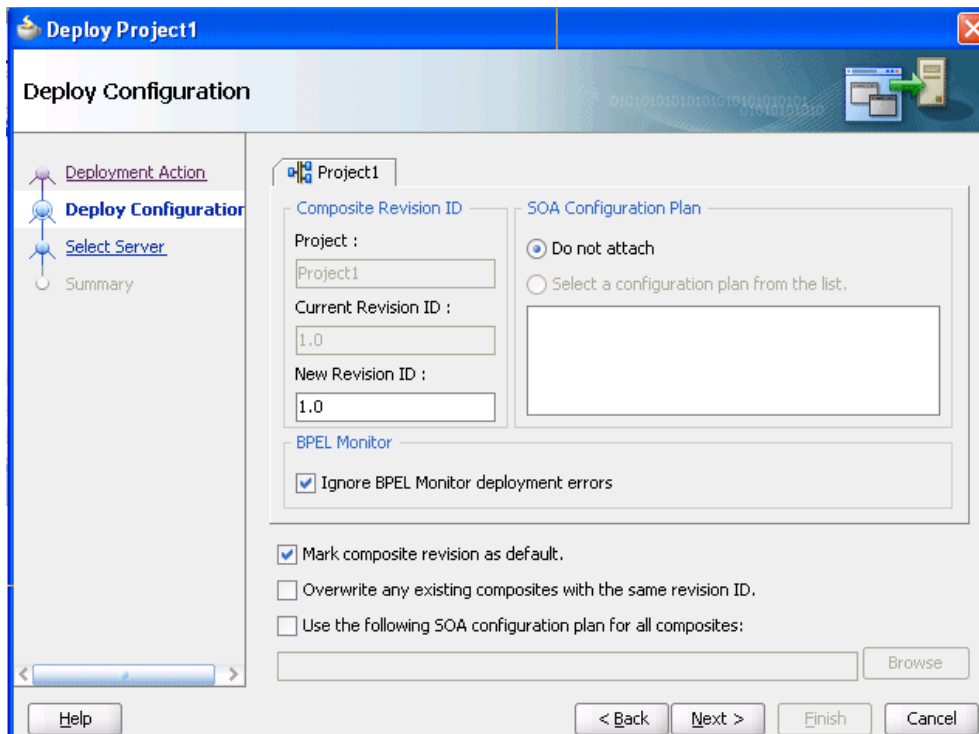 Deploy Project1
Deploy Configuration
Deployment Action
Deploy Configuration
Select Server
Summary
Project1
Composite Revision ID
Project :
Project1
Current Revision ID :
1.0
New Revision ID :
1.0
SOA Configuration Plan
Do not attach
Select a configuration plan from the list.
BPEL Monitor
Ignore BPEL Monitor deployment errors
Mark composite revision as default.
Overwrite any existing composites with the same revision ID.
Use the following SOA configuration plan for all composites:
Browse
Help
< Back
Next >
Finish
Cancel